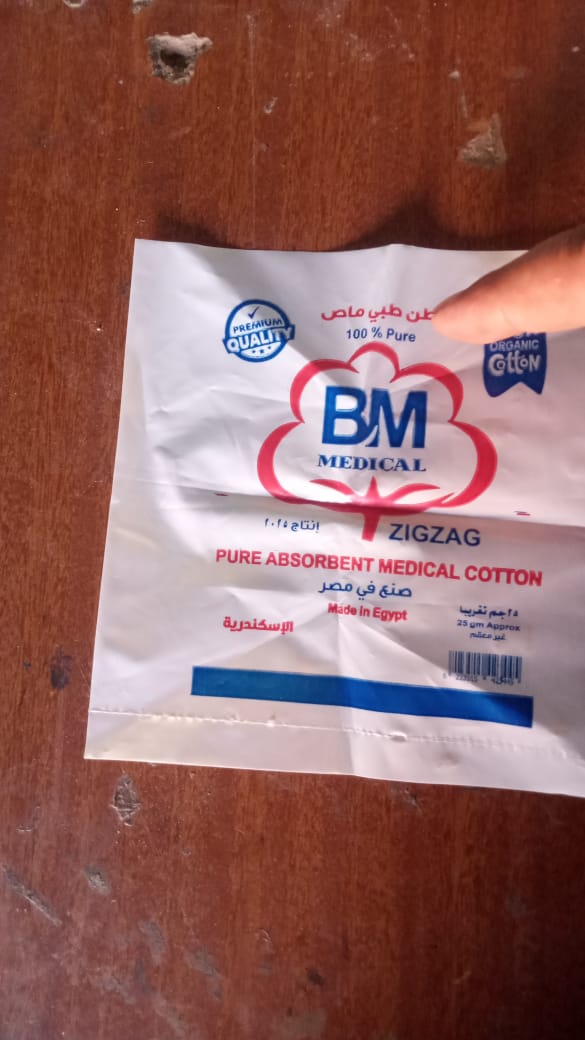 طن طبي ماص
100 % Pure
PREMIUM
QUALITY
ORGANIC
Cotton
BM
MEDICAL
إنتاج ٢٠٢٥
ZIGZAG
PURE ABSORBENT MEDICAL COTTON
صنع في مصر
Made in Egypt
الإسكندرية
٢٥ جم تقريبا
25 gm Approx
غير معقم